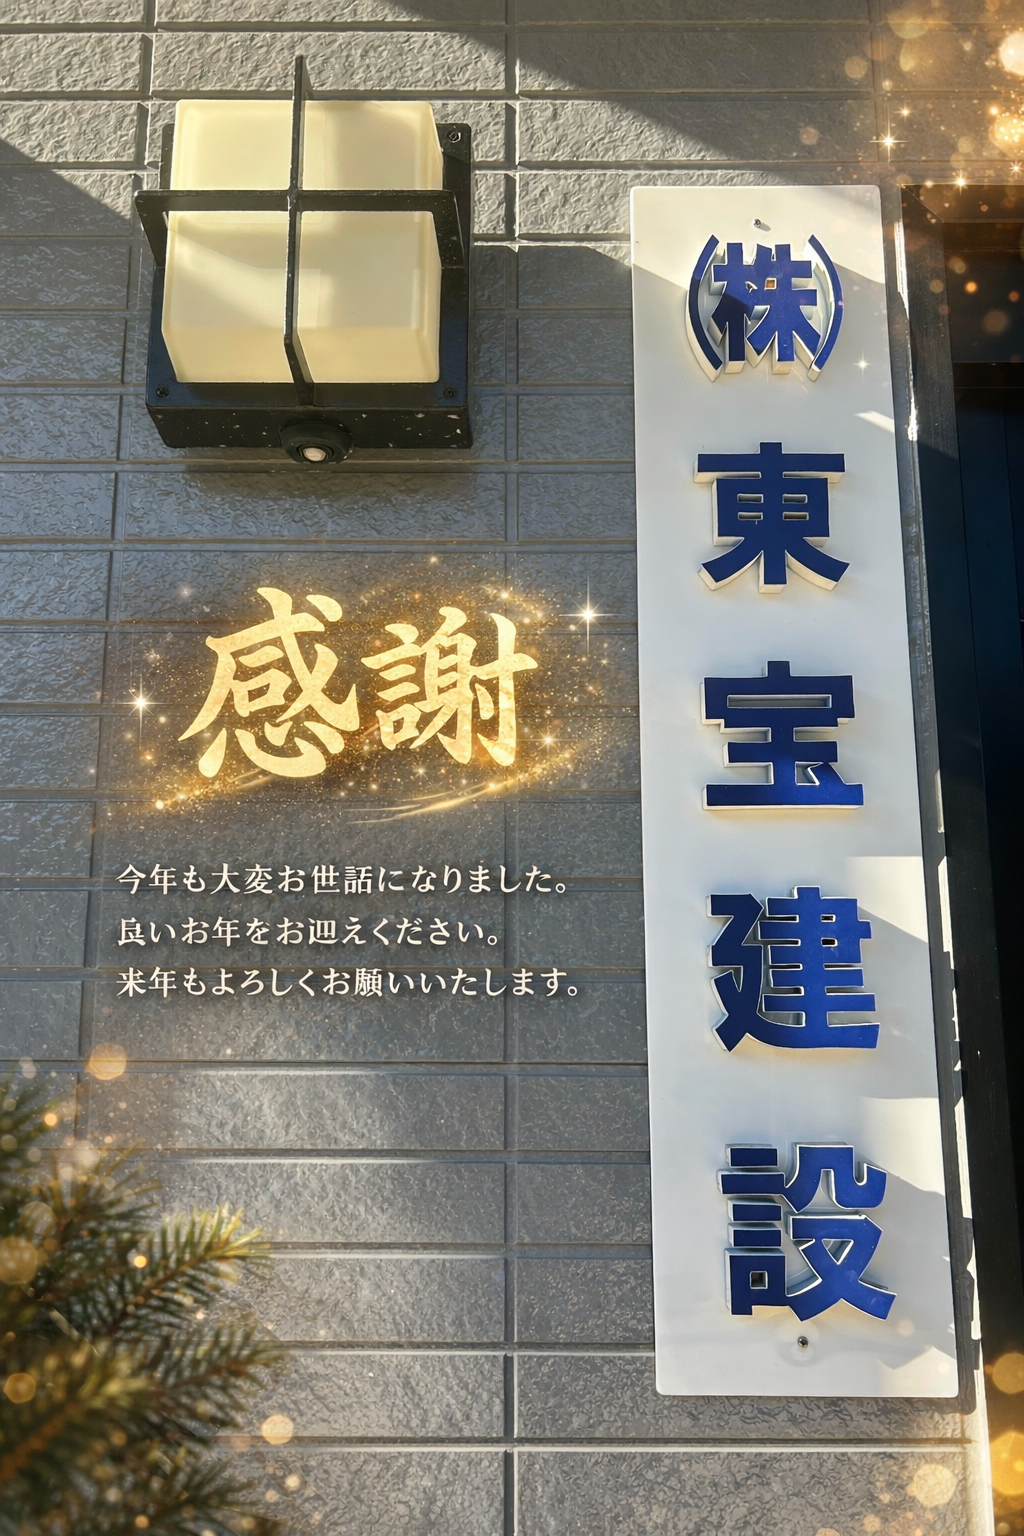 (株)東宝建設
感謝
今年も大変お世話になりました。
良いお年をお迎えください。
来年もよろしくお願いいたします。